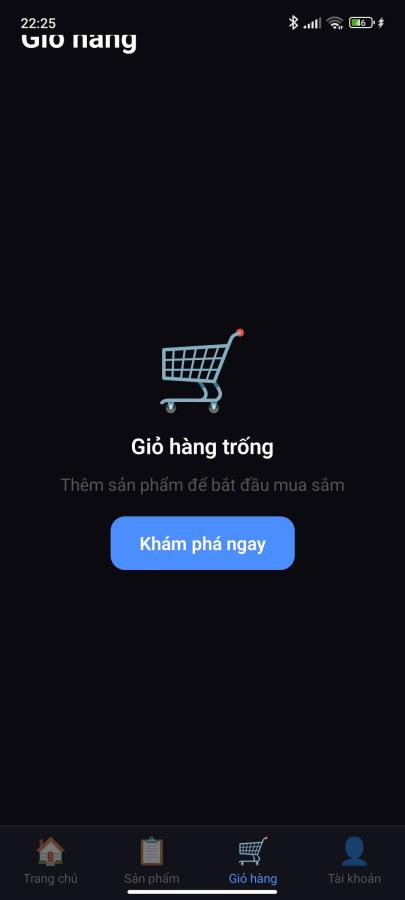 22:25
46
Giỏ hàng
Giỏ hàng trống
Thêm sản phẩm để bắt đầu mua sắm
Khám phá ngay
Trang chủ
Sản phẩm
Giỏ hàng
Tài khoản